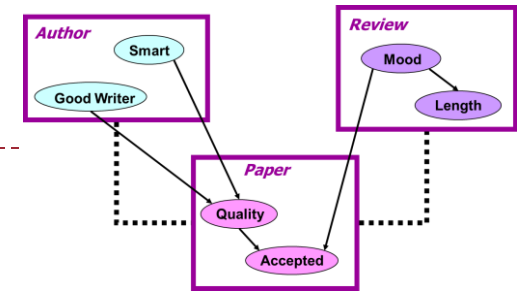 Author
Smart
Good Writer
Review
Mood
Length
Paper
Quality
Accepted